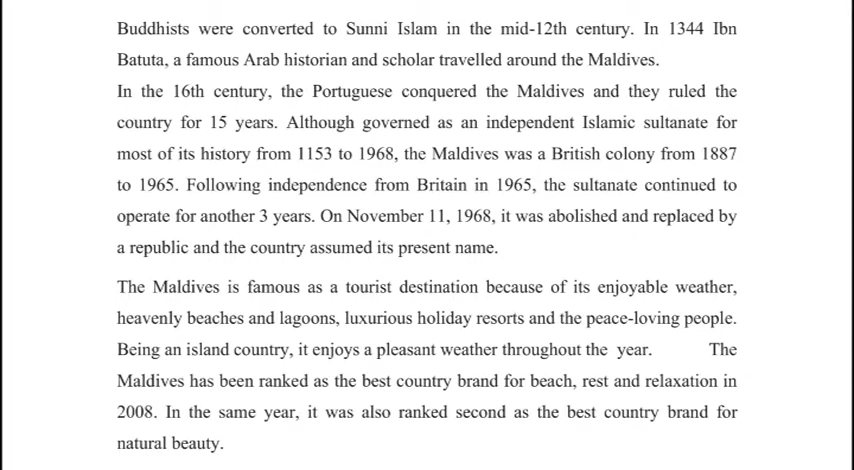 Buddhists were converted to Sunni Islam in the mid-12th century. In 1344 Ibn
Batuta, a famous Arab historian and scholar travelled around the Maldives.
In the 16th century, the Portuguese conquered the Maldives and they ruled the
country for 15 years. Although governed as an independent Islamic sultanate for
most of its history from 1153 to 1968, the Maldives was a British colony from 1887
to 1965. Following independence from Britain in 1965, the sultanate continued to
operate for another 3 years. On November 11, 1968, it was abolished and replaced by
a republic and the country assumed its present name.
The Maldives is famous as a tourist destination because of its enjoyable weather,
heavenly beaches and lagoons, luxurious holiday resorts and the peace-loving people.
Being an island country, it enjoys a pleasant weather throughout the year. The
Maldives has been ranked as the best country brand for beach, rest and relaxation in
2008. In the same year, it was also ranked second as the best country brand for
natural beauty.